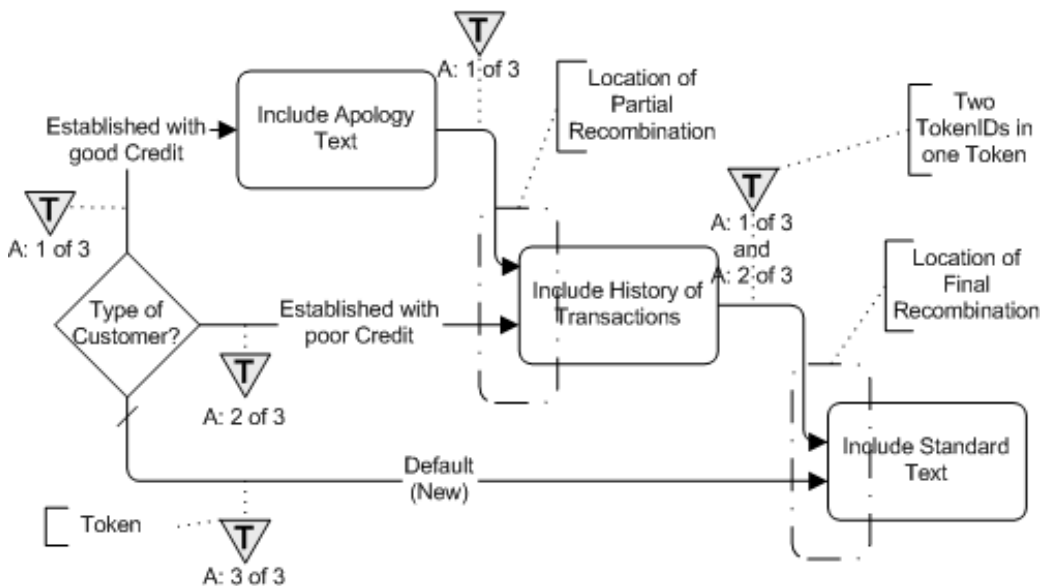 T
A: 1 of 3
Location of
Partial
Recombination
Two
TokenIDs in
one Token
Include Apology
Text
Established with
good Credit
T
A: 1 of 3
T
A: 1 of 3
and
A: 2 of 3
Location of
Final
Recombination
Type of
Customer?
Established with
poor Credit
Include History of
Transactions
T
A: 2 of 3
Include Standard
Text
Default
(New)
Token
T
A: 3 of 3